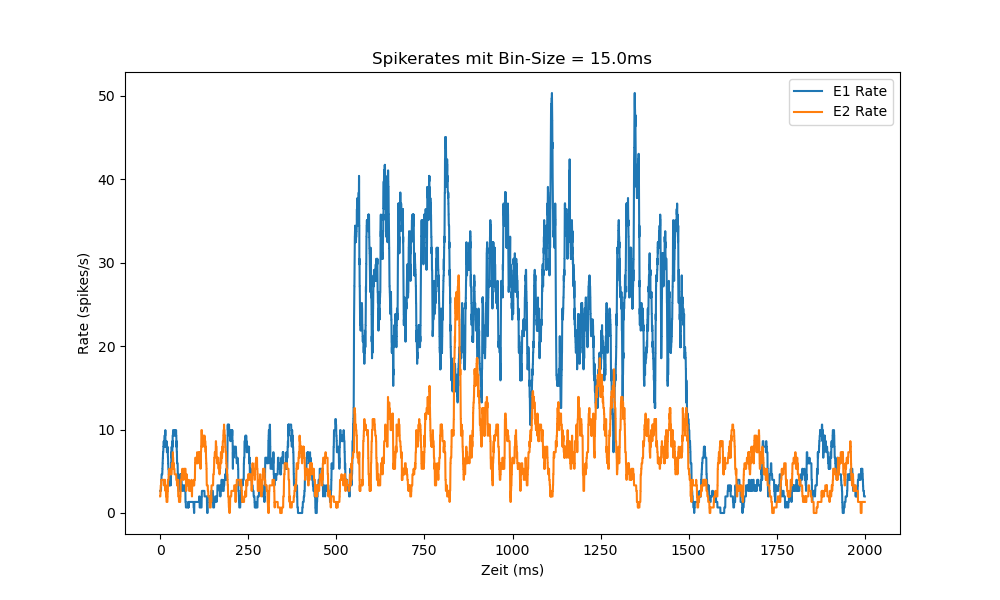 Spikerates mit Bin-Size = 15.0ms
E1 Rate
E2 Rate
50
40
30
20
10
0
Rate (spikes/s)
0 250 500 750 1000 1250 1500 1750 2000
Zeit (ms)